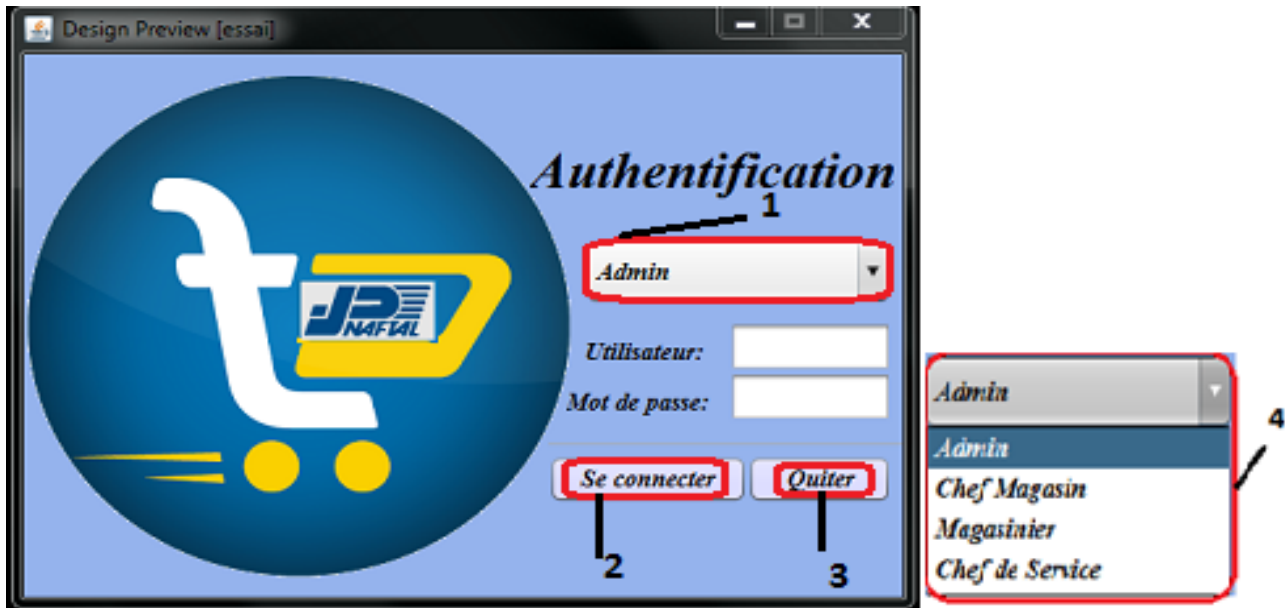 Design Preview [essai]
Authentification
1
Admin
NAFTAL
Utilisateur:
Mot de passe:
Se connecter
Quiter
2
3
Admin
Admin
Chef Magasin
Magasinier
Chef de Service
4